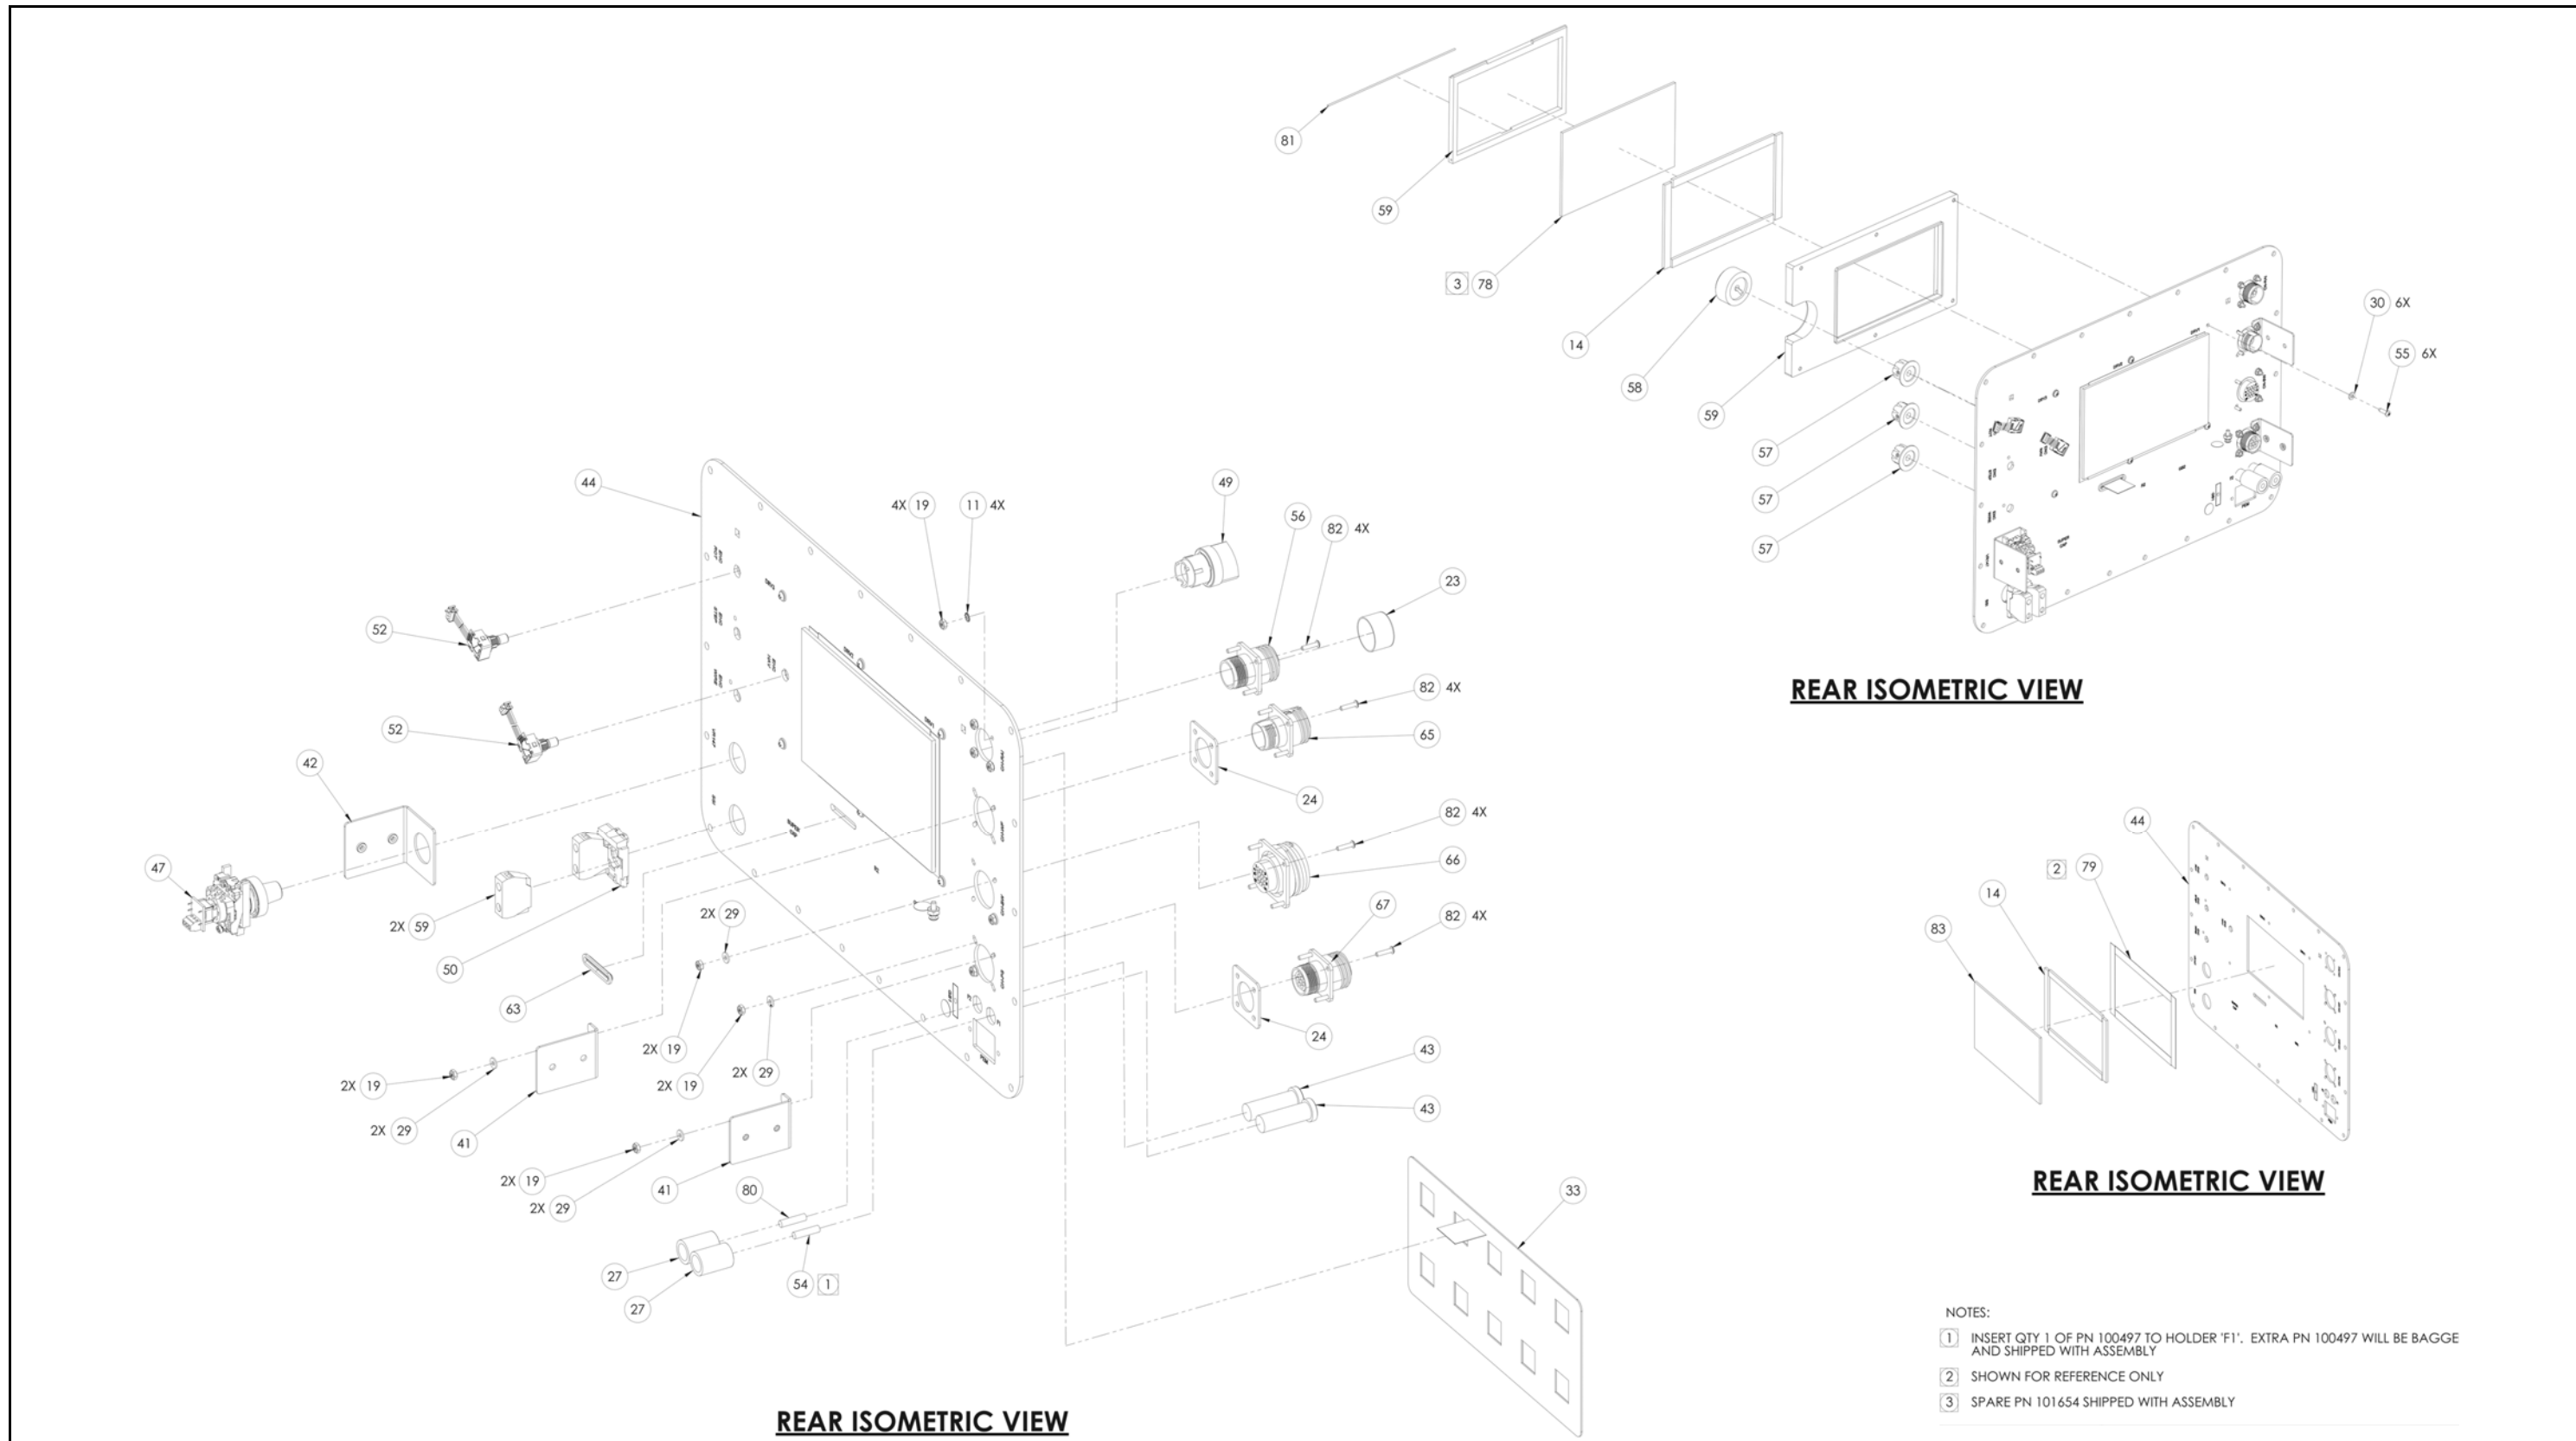 81
59
3 78
14
58
59
57
57
57
30 6X
55 6X
REAR ISOMETRIC VIEW
44
4X 19
11 4X
49
56
82 4X
23
52
82 4X
65
52
24
42
82 4X
66
47
2X 59
50
2X 29
67
82 4X
63
2X 19
2X 19
2X 29
24
43
43
2X 19
2X 29
41
2X 19
2X 29
41
80
54 1
27
27
33
REAR ISOMETRIC VIEW
44
2 79
14
83
REAR ISOMETRIC VIEW
NOTES:
1 INSERT QTY 1 OF PN 100497 TO HOLDER 'F1'. EXTRA PN 100497 WILL BE BAGGE
AND SHIPPED WITH ASSEMBLY
2 SHOWN FOR REFERENCE ONLY
3 SPARE PN 101654 SHIPPED WITH ASSEMBLY